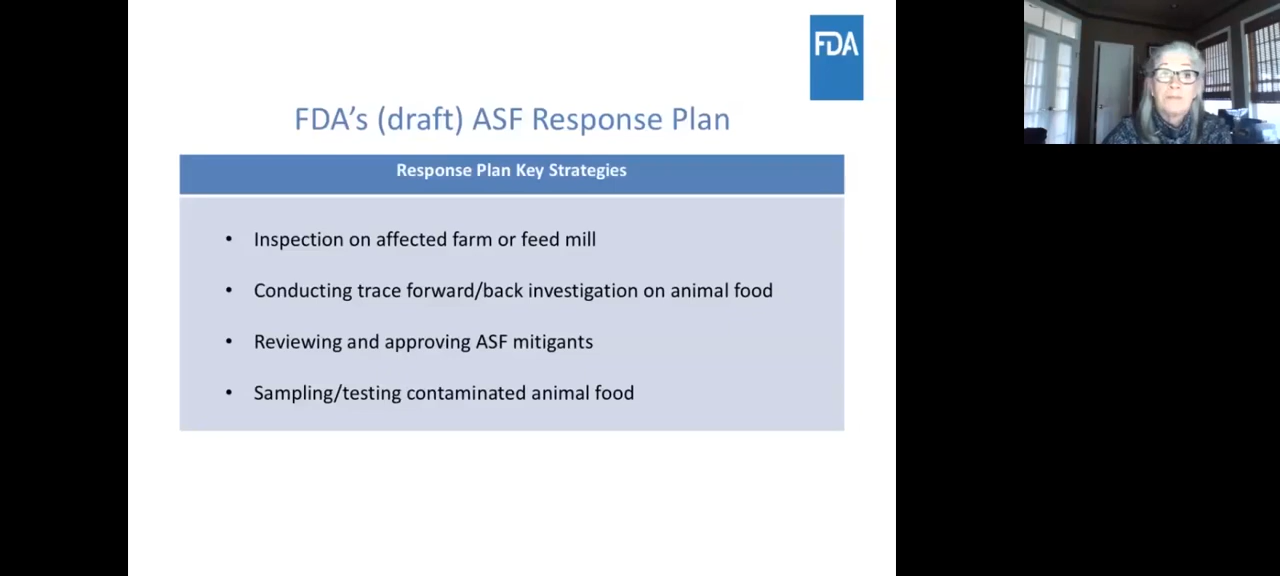 FDA
FDA's (draft) ASF Response Plan
Response Plan Key Strategies
• Inspection on affected farm or feed mill
• Conducting trace forward/back investigation on animal food
• Reviewing and approving ASF mitigants
• Sampling/testing contaminated animal food